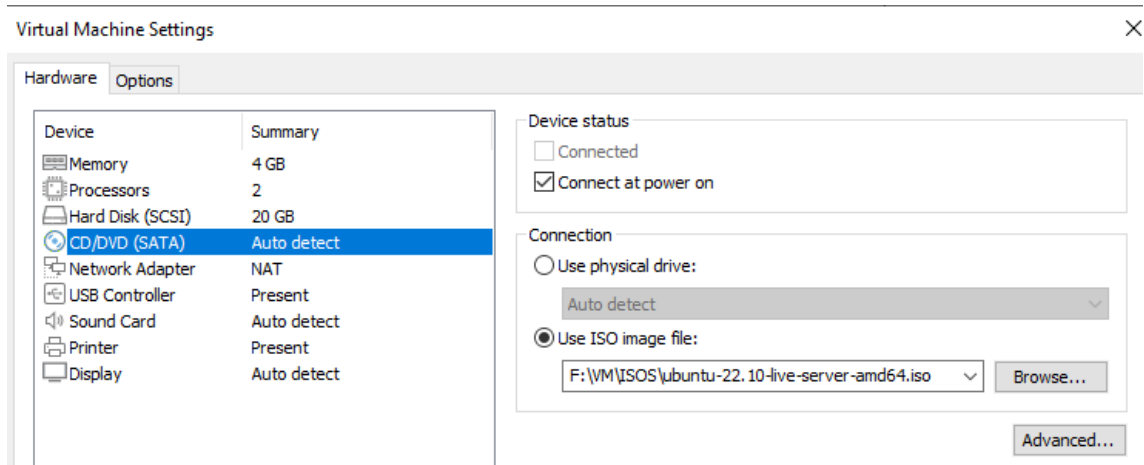 Virtual Machine Settings
Hardware
Options
Device Summary
Memory 4 GB
Processors 2
Hard Disk (SCSI) 20 GB
CD/DVD (SATA) Auto detect
Network Adapter NAT
USB Controller Present
Sound Card Auto detect
Printer Present
Display Auto detect
Device status
Connected
Connect at power on
Connection
Use physical drive:
Auto detect
Use ISO image file:
F:\VM\ISOS\ubuntu-22.10-live-server-amd64.iso
Browse...
Advanced...